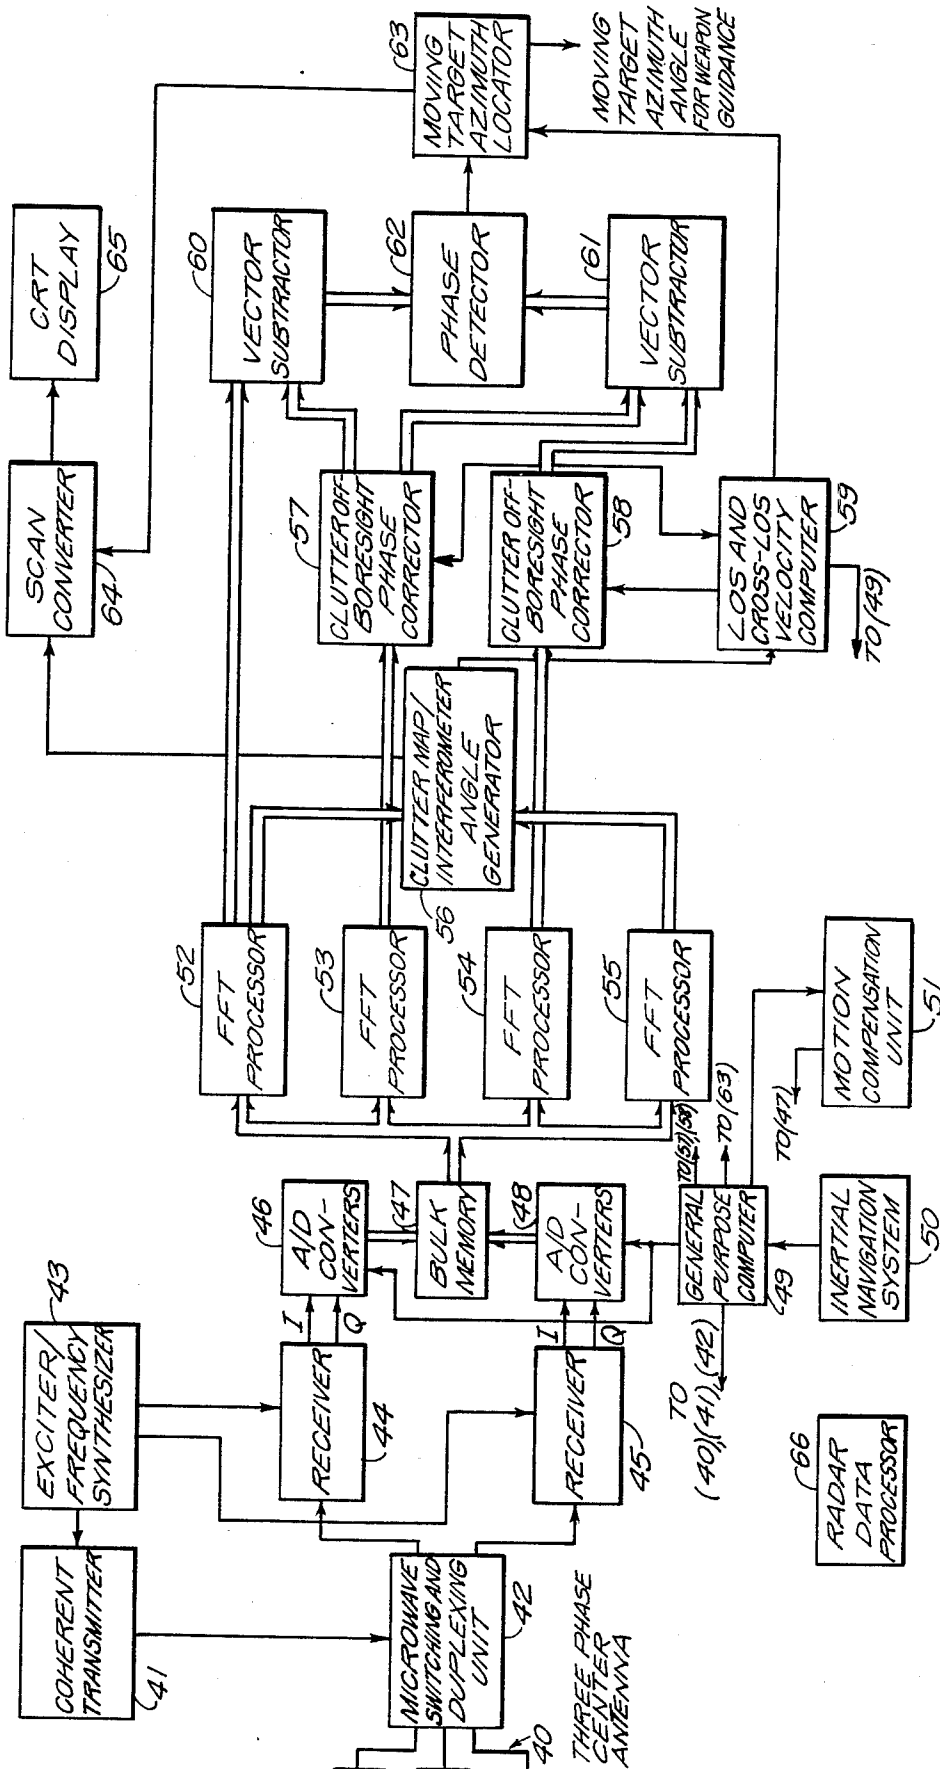 COHERENT
TRANSMITTER
41
EXCITER/
FREQUENCY
SYNTHESIZER
43
MICROWAVE
SWITCHING AND
DUPLEXING
UNIT
42
40
THREE PHASE
CENTER
ANTENNA
RECEIVER
44
RECEIVER
45
I
Q
I
Q
A/D
CON-
VERTERS
46
BULK
MEMORY
47
A/D
CON-
VERTERS
48
GENERAL
PURPOSE
COMPUTER
49
TO
(40),(41),(42)
TO(57),(58)
TO(63)
INERTIAL
NAVIGATION
SYSTEM
50
MOTION
COMPENSATION
UNIT
51
TO(47)
RADAR
DATA
PROCESSOR
66
FFT
PROCESSOR
52
FFT
PROCESSOR
53
FFT
PROCESSOR
54
FFT
PROCESSOR
55
CLUTTER MAP/
INTERFEROMETER
ANGLE
GENERATOR
56
CLUTTER OFF-
BORESIGHT
PHASE
CORRECTOR
57
CLUTTER OFF-
BORESIGHT
PHASE
CORRECTOR
58
LOS AND
CROSS-LOS
VELOCITY
COMPUTER
59
TO(49)
VECTOR
SUBTRACTOR
60
VECTOR
SUBTRACTOR
61
PHASE
DETECTOR
62
MOVING
TARGET
AZIMUTH
LOCATOR
63
MOVING
TARGET
AZIMUTH
ANGLE
FOR WEAPON
GUIDANCE
SCAN
CONVERTER
64
CRT
DISPLAY
65